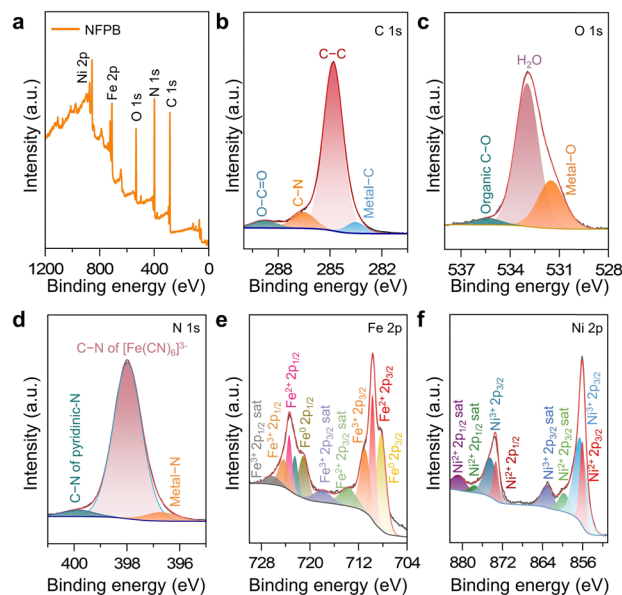 a
NFPB
Ni 2p
Fe 2p
O 1s
N 1s
C 1s
Intensity (a.u.)
1200 800 400 0
Binding energy (eV)
b
C 1s
C−C
O−C=O
C−N
Metal−C
Intensity (a.u.)
288 285 282
Binding energy (eV)
c
O 1s
H₂O
Organic C−O
Metal−O
Intensity (a.u.)
537 534 531 528
Binding energy (eV)
d
N 1s
C−N of [Fe(CN)₆]³⁻
C−N of pyridinic-N
Metal−N
Intensity (a.u.)
400 398 396
Binding energy (eV)
e
Fe 2p
Fe³⁺ 2p₁/₂ sat
Fe³⁺ 2p₁/₂
Fe²⁺ 2p₁/₂
Fe⁰ 2p₁/₂
Fe³⁺ 2p₃/₂ sat
Fe²⁺ 2p₃/₂ sat
Fe³⁺ 2p₃/₂
Fe²⁺ 2p₃/₂
Fe⁰ 2p₃/₂
Intensity (a.u.)
728 720 712 704
Binding energy (eV)
f
Ni 2p
Ni³⁺ 2p₁/₂ sat
Ni²⁺ 2p₁/₂ sat
Ni³⁺ 2p₃/₂
Ni²⁺ 2p₁/₂
Ni³⁺ 2p₃/₂ sat
Ni²⁺ 2p₃/₂ sat
Ni³⁺ 2p₃/₂
Ni²⁺ 2p₃/₂
Intensity (a.u.)
880 872 864 856
Binding energy (eV)